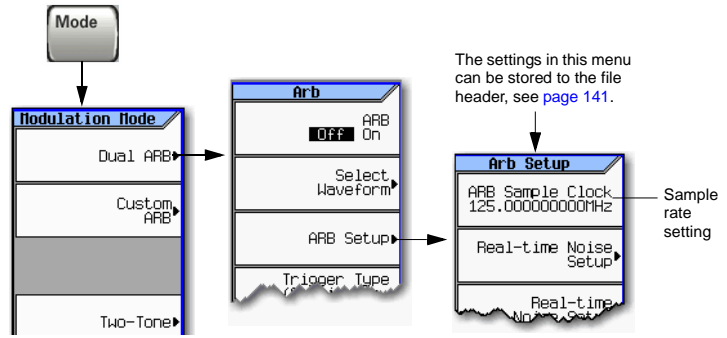 Mode
The settings in this menu
can be stored to the file
header, see page 141.
Modulation Mode
Dual ARB
Custom
ARB
Two-Tone
Arb
ARB
Off On
Select
Waveform
ARB Setup
Trigger Type
Arb Setup
ARB Sample Clock
125.000000000MHz
Real-time Noise
Setup
Real-time
Sample
rate
setting